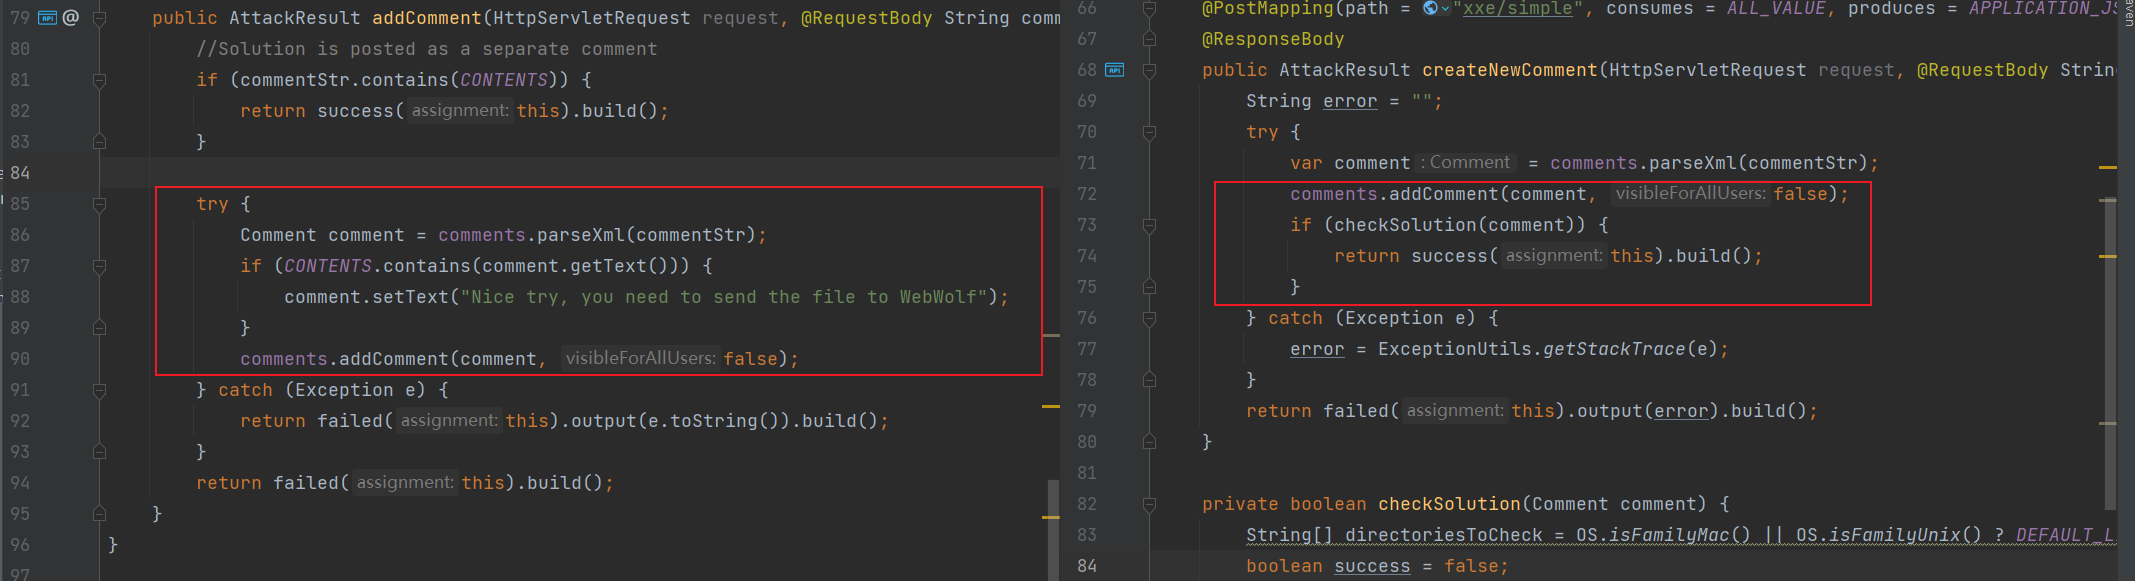 79 public AttackResult addComment(HttpServletRequest request, @RequestBody String comm
80 //Solution is posted as a separate comment
81 if (commentStr.contains(CONTENTS)) {
82 return success( assignment: this).build();
83 }
84
85 try {
86 Comment comment = comments.parseXml(commentStr);
87 if (CONTENTS.contains(comment.getText())) {
88 comment.setText("Nice try, you need to send the file to WebWolf");
89 }
90 comments.addComment(comment, visibleForAllUsers: false);
91 } catch (Exception e) {
92 return failed( assignment: this).output(e.toString()).build();
93 }
94 return failed( assignment: this).build();
95 }
96 }
97
66 @PostMapping(path = "xxe/simple", consumes = ALL_VALUE, produces = APPLICATION_JS
67 @ResponseBody
68 public AttackResult createNewComment(HttpServletRequest request, @RequestBody String
69 String error = "";
70 try {
71 var comment : Comment = comments.parseXml(commentStr);
72 comments.addComment(comment, visibleForAllUsers: false);
73 if (checkSolution(comment)) {
74 return success( assignment: this).build();
75 }
76 } catch (Exception e) {
77 error = ExceptionUtils.getStackTrace(e);
78 }
79 return failed( assignment: this).output(error).build();
80 }
81
82 private boolean checkSolution(Comment comment) {
83 String[] directoriesToCheck = OS.isFamilyMac() || OS.isFamilyUnix() ? DEFAULT_L
84 boolean success = false;